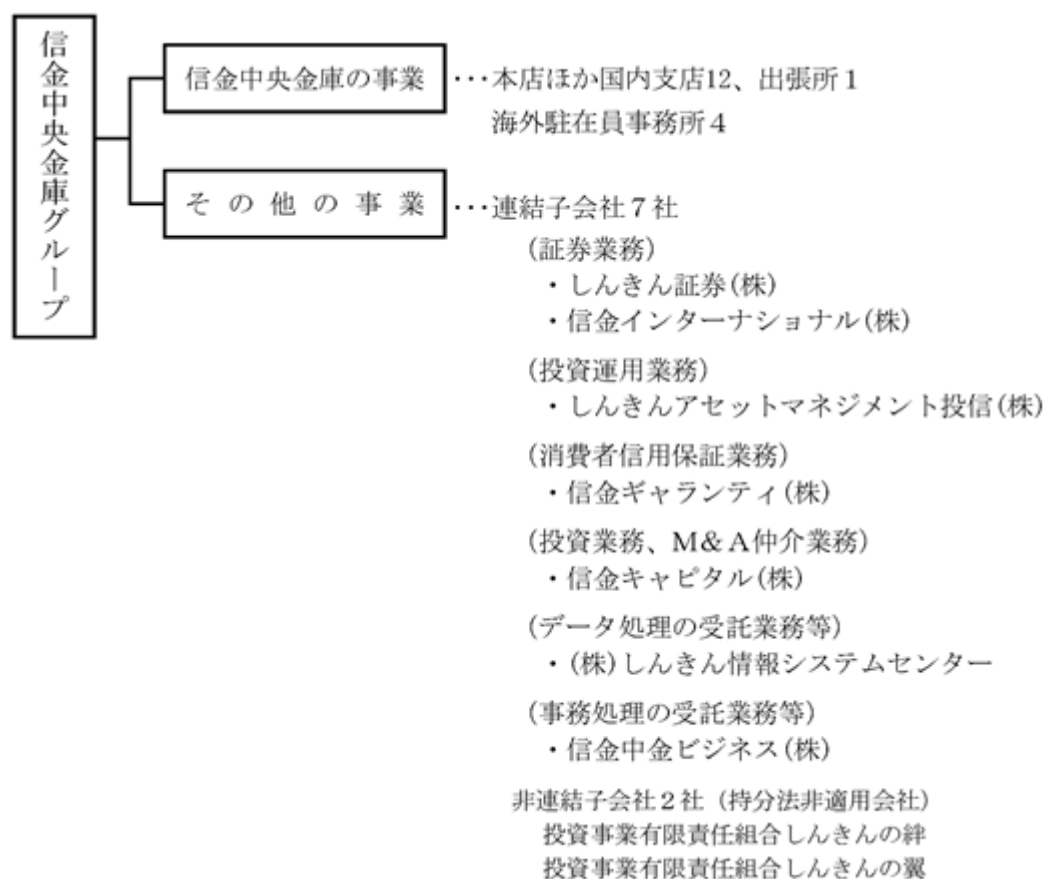 信金中央金庫グループ
信金中央金庫の事業 ･･･本店ほか国内支店12、出張所1
海外駐在員事務所4
その他の事業 ･･･連結子会社7社
(証券業務)
・しんきん証券(株)
・信金インターナショナル(株)
(投資運用業務)
・しんきんアセットマネジメント投信(株)
(消費者信用保証業務)
・信金ギャランティ(株)
(投資業務、M&A仲介業務)
・信金キャピタル(株)
(データ処理の受託業務等)
・(株)しんきん情報システムセンター
(事務処理の受託業務等)
・信金中金ビジネス(株)
非連結子会社2社（持分法非適用会社）
投資事業有限責任組合しんきんの絆
投資事業有限責任組合しんきんの翼